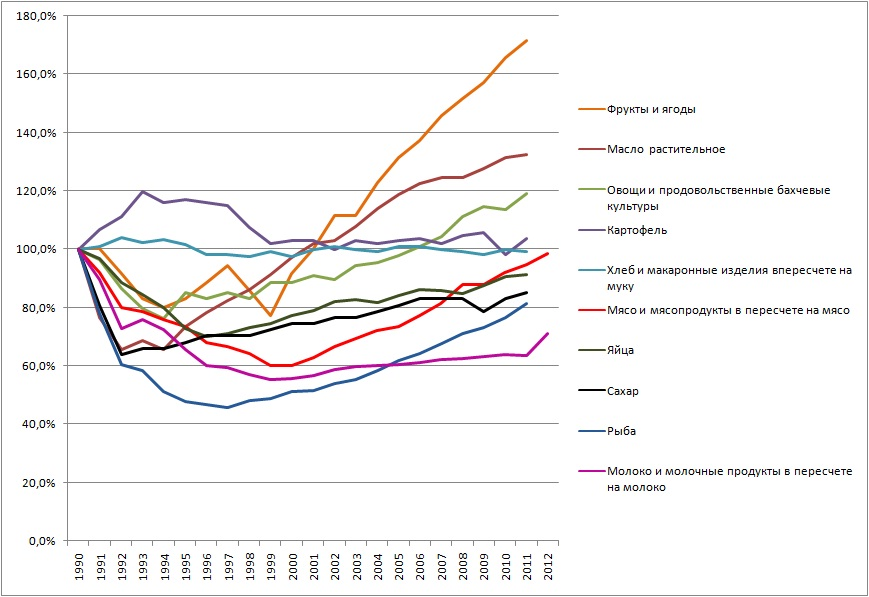 180,0%
160,0%
140,0%
120,0%
100,0%
80,0%
60,0%
40,0%
20,0%
0,0%
1990
1991
1992
1993
1994
1995
1996
1997
1998
1999
2000
2001
2002
2003
2004
2005
2006
2007
2008
2009
2010
2011
2012
Фрукты и ягоды
Масло растительное
Овощи и продовольственные бахчевые
культуры
Картофель
Хлеб и макаронные изделия впересчете на
муку
Мясо и мясопродукты в пересчете на мясо
Яйца
Сахар
Рыба
Молоко и молочные продукты в пересчете
на молоко